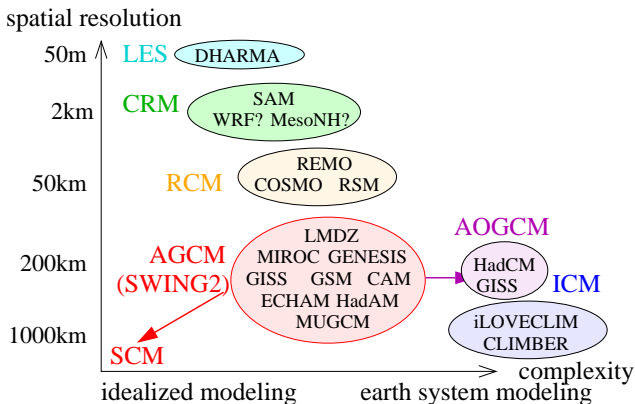 spatial resolution
50m
LES
DHARMA
CRM
2km
SAM
WRF? MesoNH?
RCM
50km
REMO
COSMO RSM
AOGCM
AGCM
(SWING2)
200km
LMDZ
MIROC GENESIS
GISS GSM CAM
ECHAM HadAM
MUGCM
HadCM
GISS
ICM
iLOVECLIM
CLIMBER
1000km
SCM
complexity
idealized modeling
earth system modeling